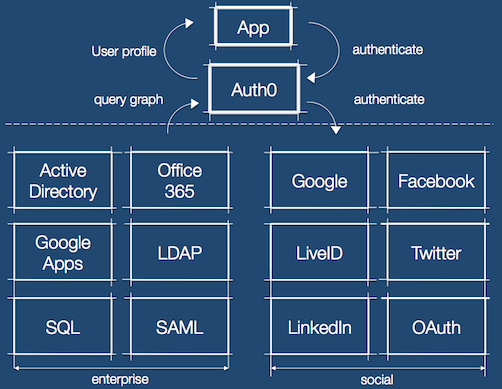 App
User profile
authenticate
Auth0
query graph
authenticate
Active
Directory
Office
365
Google
Facebook
Google
Apps
LDAP
LiveID
Twitter
SQL
SAML
LinkedIn
OAuth
enterprise
social